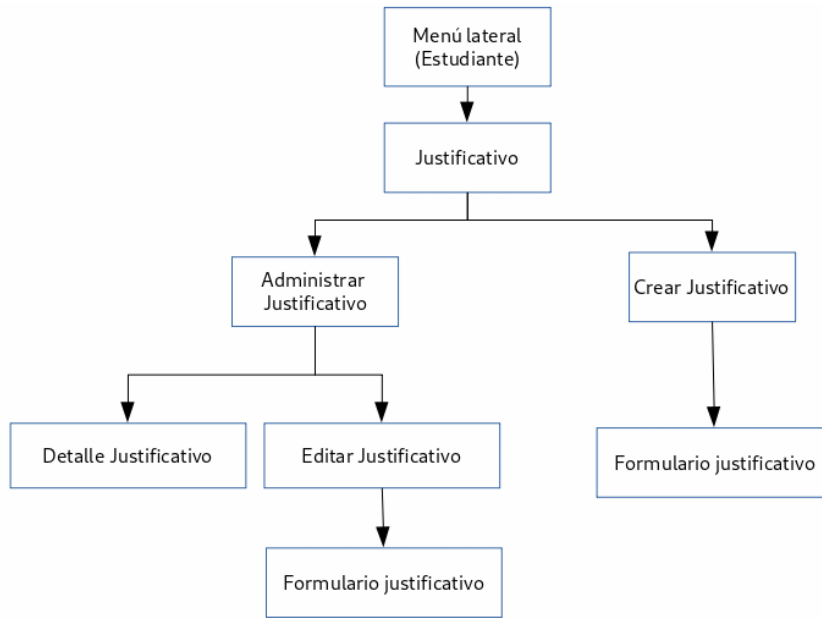 Menú lateral
(Estudiante)
Justificativo
Administrar
Justificativo
Crear Justificativo
Detalle Justificativo
Editar Justificativo
Formulario justificativo
Formulario justificativo